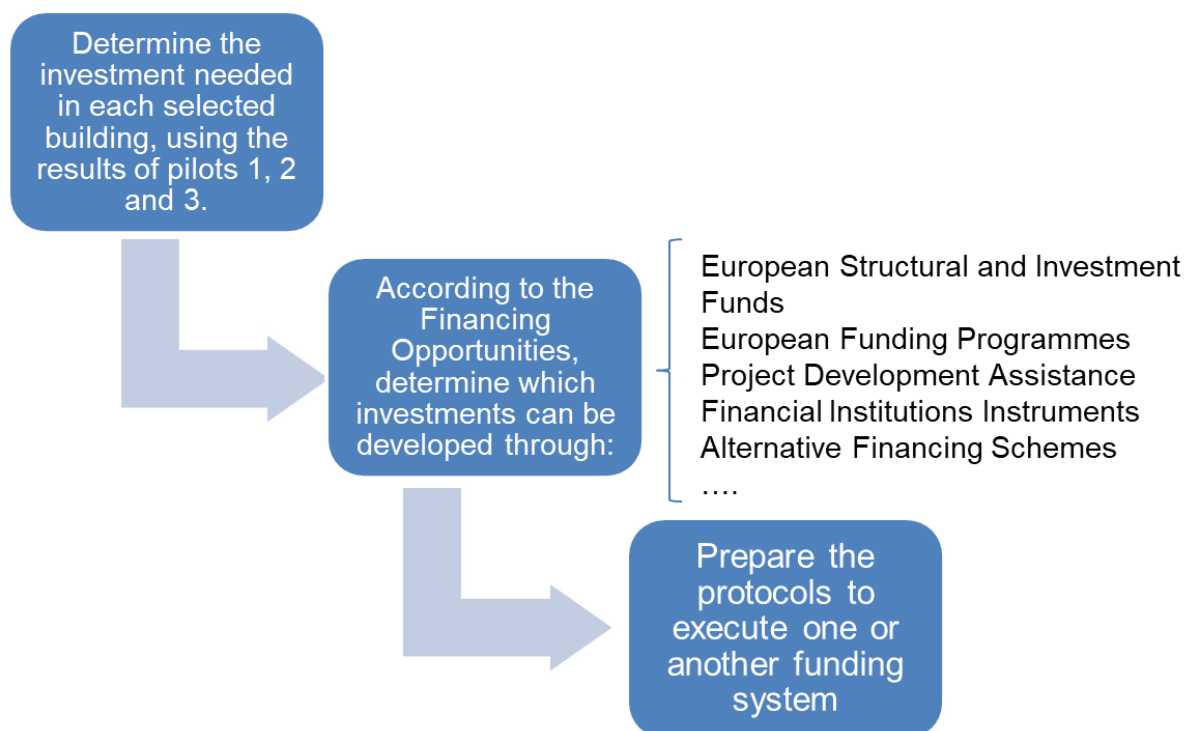 Determine the
investment needed
in each selected
building, using the
results of pilots 1, 2
and 3.
According to the
Financing
Opportunities,
determine which
investments can be
developed through:
European Structural and Investment
Funds
European Funding Programmes
Project Development Assistance
Financial Institutions Instruments
Alternative Financing Schemes
….
Prepare the
protocols to
execute one or
another funding
system